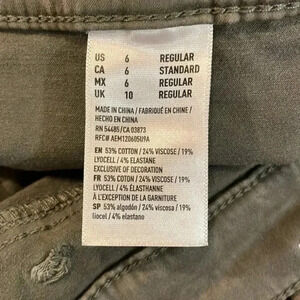 US 6 REGULAR
CA 6 STANDARD
MX 6 REGULAR
UK 10 REGULAR
MADE IN CHINA / FABRIQUÉ EN CHINE /
HECHO EN CHINA
RN 54485/CA 03873
RFC# AEM120605U9A
EN 53% COTTON / 24% VISCOSE / 19%
LYOCELL / 4% ELASTANE
EXCLUSIVE OF DECORATION
FR 53% COTON / 24% VISCOSE / 19%
LYOCELL / 4% ÉLASTHANNE
À L'EXCEPTION DE LA GARNITURE
SP 53% algodón / 24% viscosa / 19%
liocel / 4% elastano